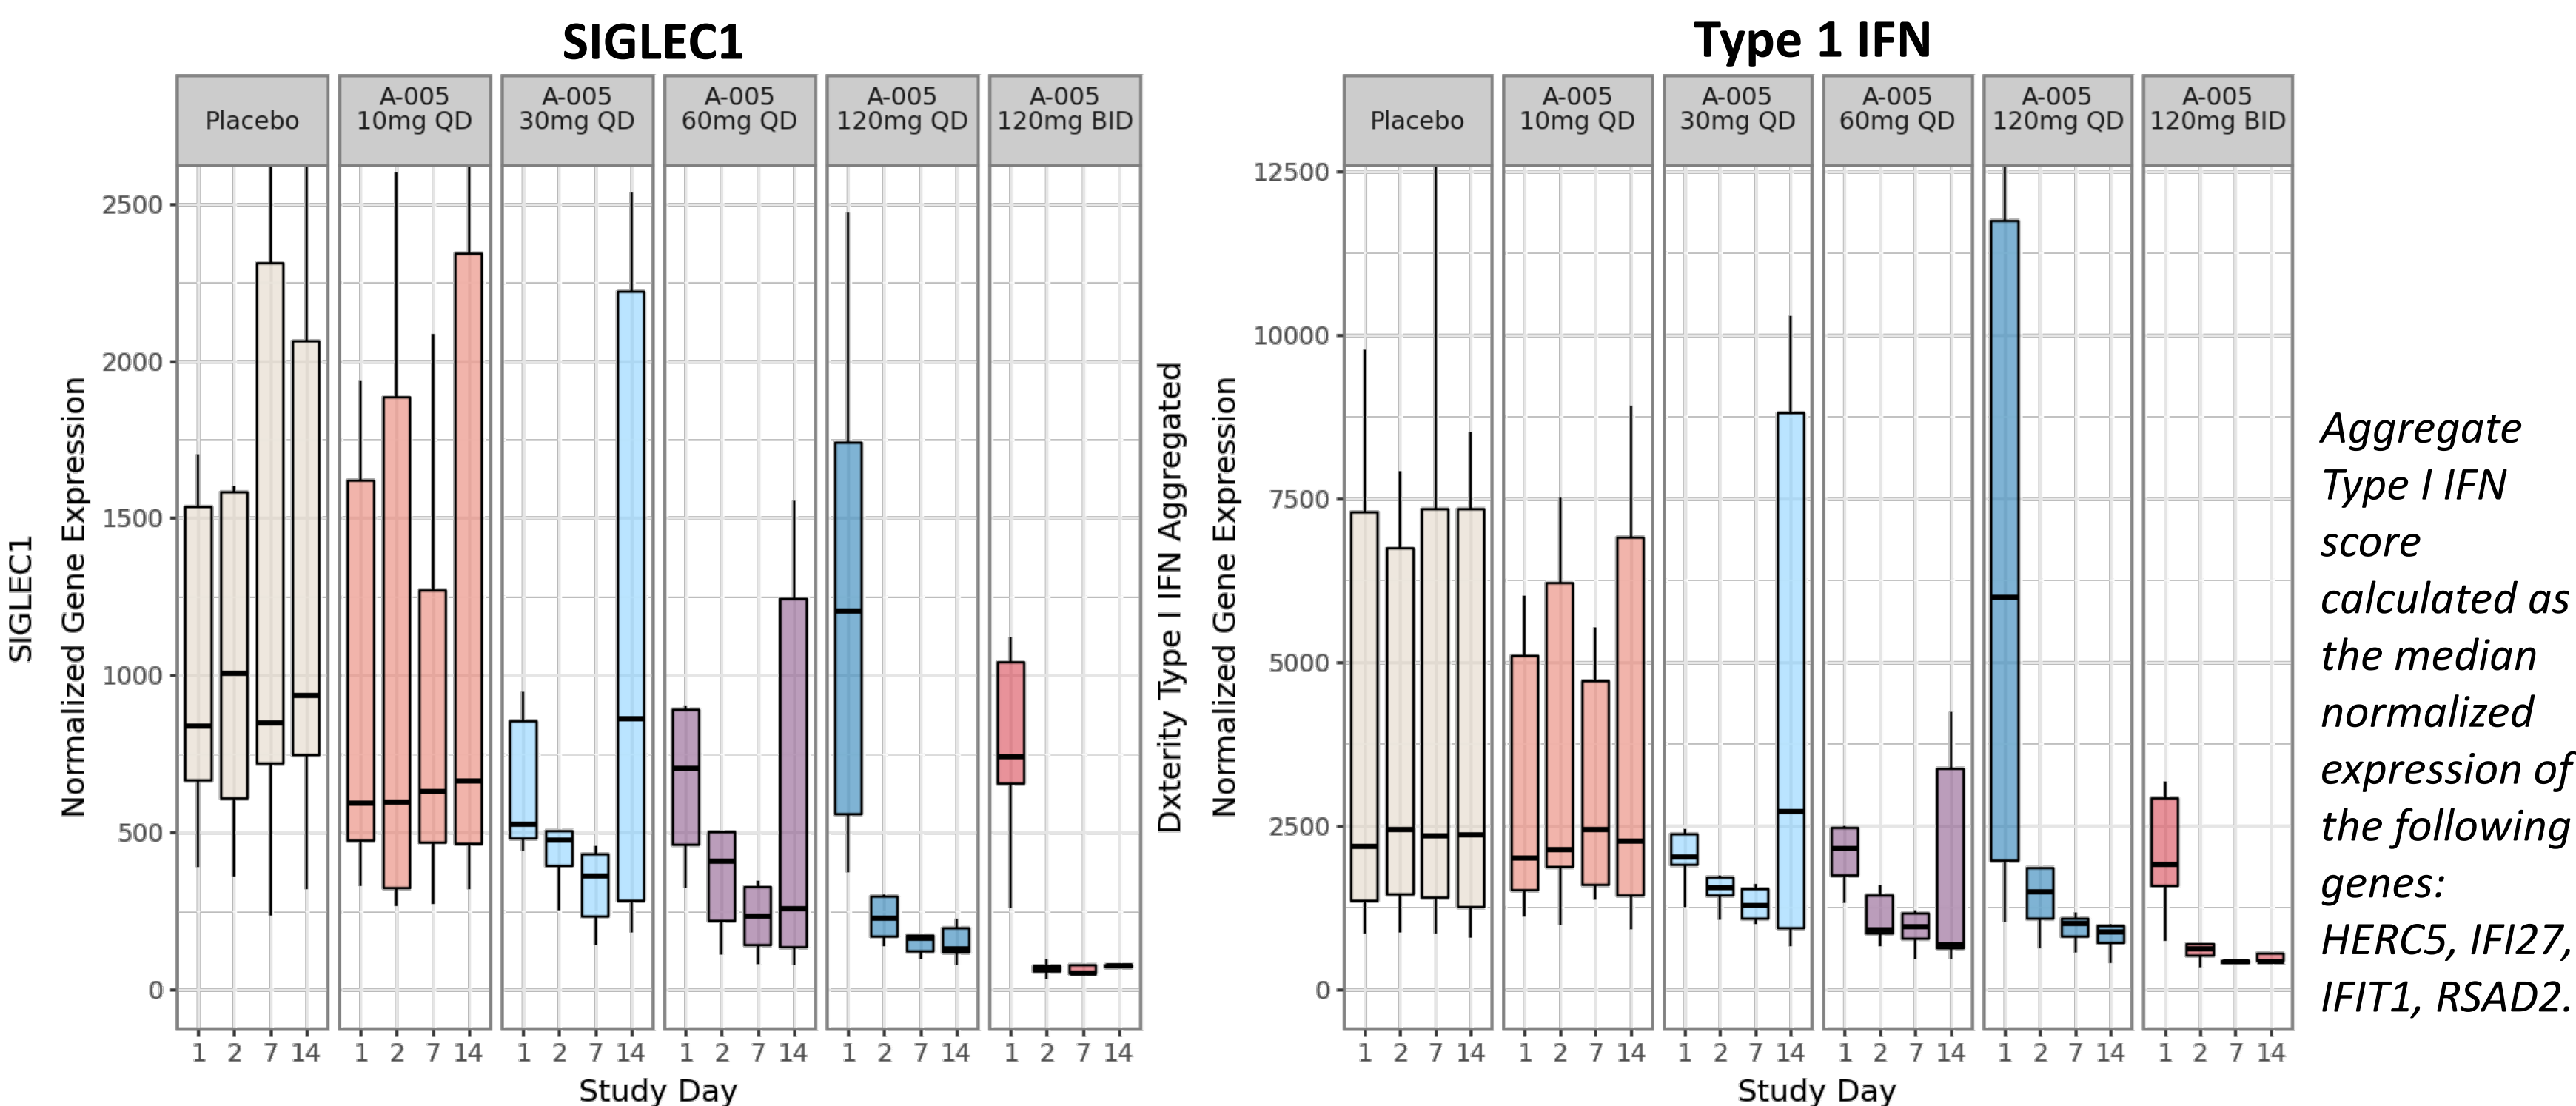 SIGLEC1
Placebo
A-005
10mg QD
A-005
30mg QD
A-005
60mg QD
A-005
120mg QD
A-005
120mg BID
SIGLEC1
Normalized Gene Expression
2500
2000
1500
1000
500
0
1 2 7 14
1 2 7 14
1 2 7 14
1 2 7 14
1 2 7 14
1 2 7 14
Study Day
Type 1 IFN
Placebo
A-005
10mg QD
A-005
30mg QD
A-005
60mg QD
A-005
120mg QD
A-005
120mg BID
Dxterity Type I IFN Aggregated
Normalized Gene Expression
12500
10000
7500
5000
2500
0
1 2 7 14
1 2 7 14
1 2 7 14
1 2 7 14
1 2 7 14
1 2 7 14
Study Day
Aggregate
Type I IFN
score
calculated as
the median
normalized
expression of
the following
genes:
HERC5, IFI27,
IFIT1, RSAD2.